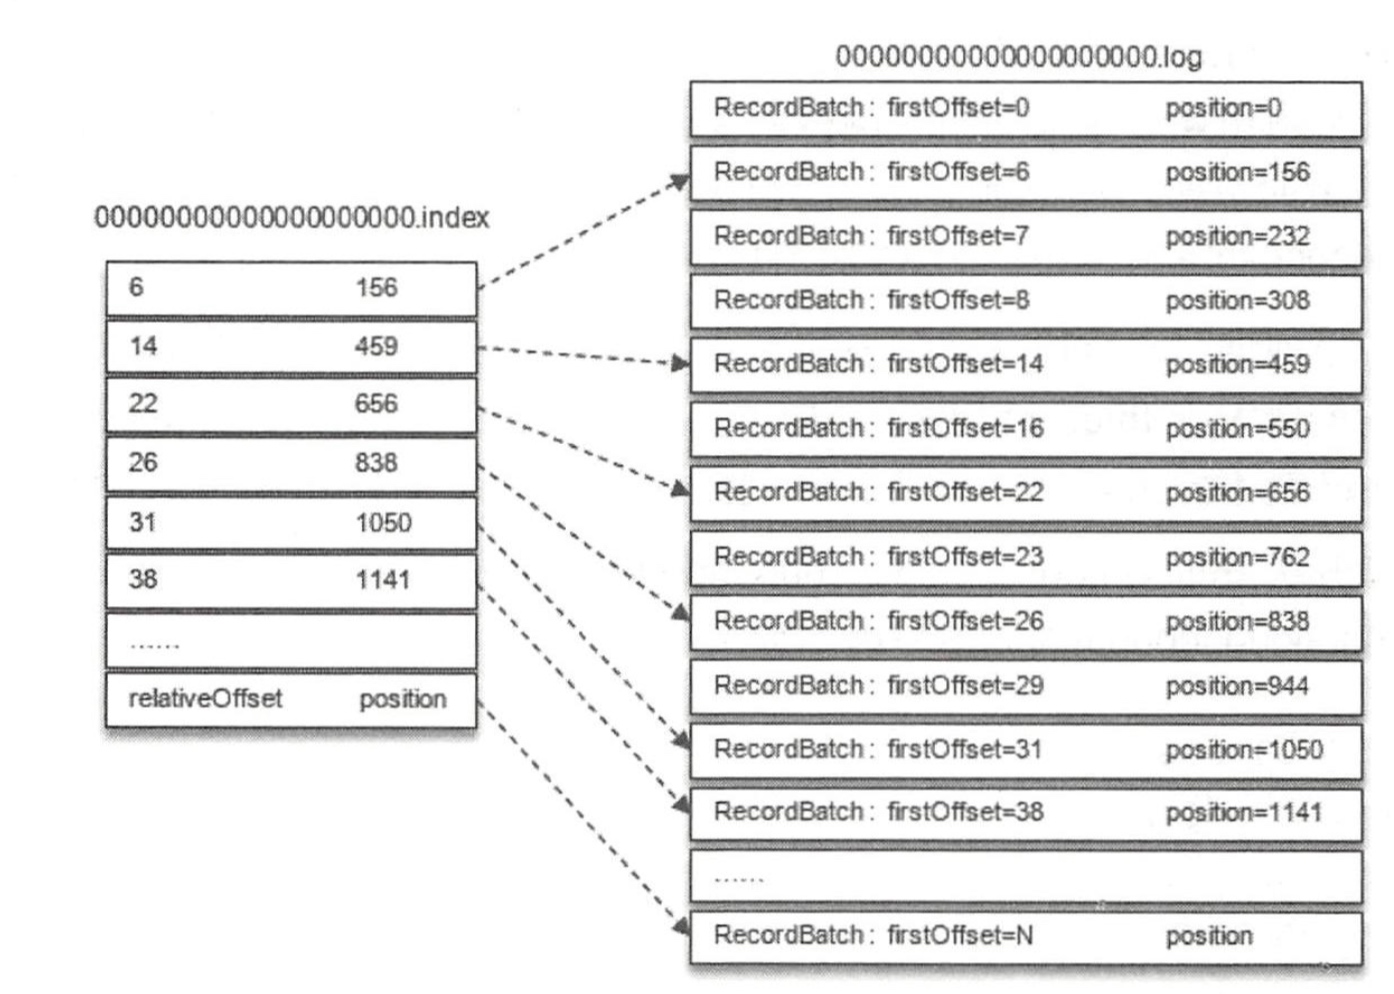 00000000000000000000.index
6 156
14 459
22 656
26 838
31 1050
38 1141
......
relativeOffset position
00000000000000000000.log
RecordBatch: firstOffset=0 position=0
RecordBatch: firstOffset=6 position=156
RecordBatch: firstOffset=7 position=232
RecordBatch: firstOffset=8 position=308
RecordBatch: firstOffset=14 position=459
RecordBatch: firstOffset=16 position=550
RecordBatch: firstOffset=22 position=656
RecordBatch: firstOffset=23 position=762
RecordBatch: firstOffset=26 position=838
RecordBatch: firstOffset=29 position=944
RecordBatch: firstOffset=31 position=1050
RecordBatch: firstOffset=38 position=1141
......
RecordBatch: firstOffset=N position